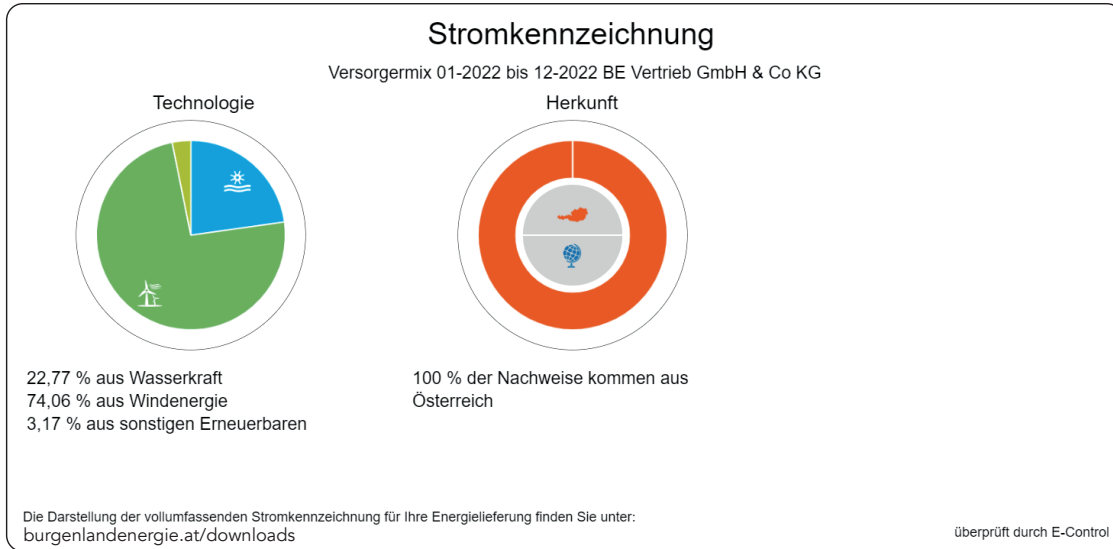 Stromkennzeichnung
Versorgermix 01-2022 bis 12-2022 BE Vertrieb GmbH & Co KG
Technologie
Herkunft
22,77 % aus Wasserkraft
74,06 % aus Windenergie
3,17 % aus sonstigen Erneuerbaren
100 % der Nachweise kommen aus
Österreich
Die Darstellung der vollumfassenden Stromkennzeichnung für Ihre Energielieferung finden Sie unter:
burgenlandenergie.at/downloads
überprüft durch E-Control